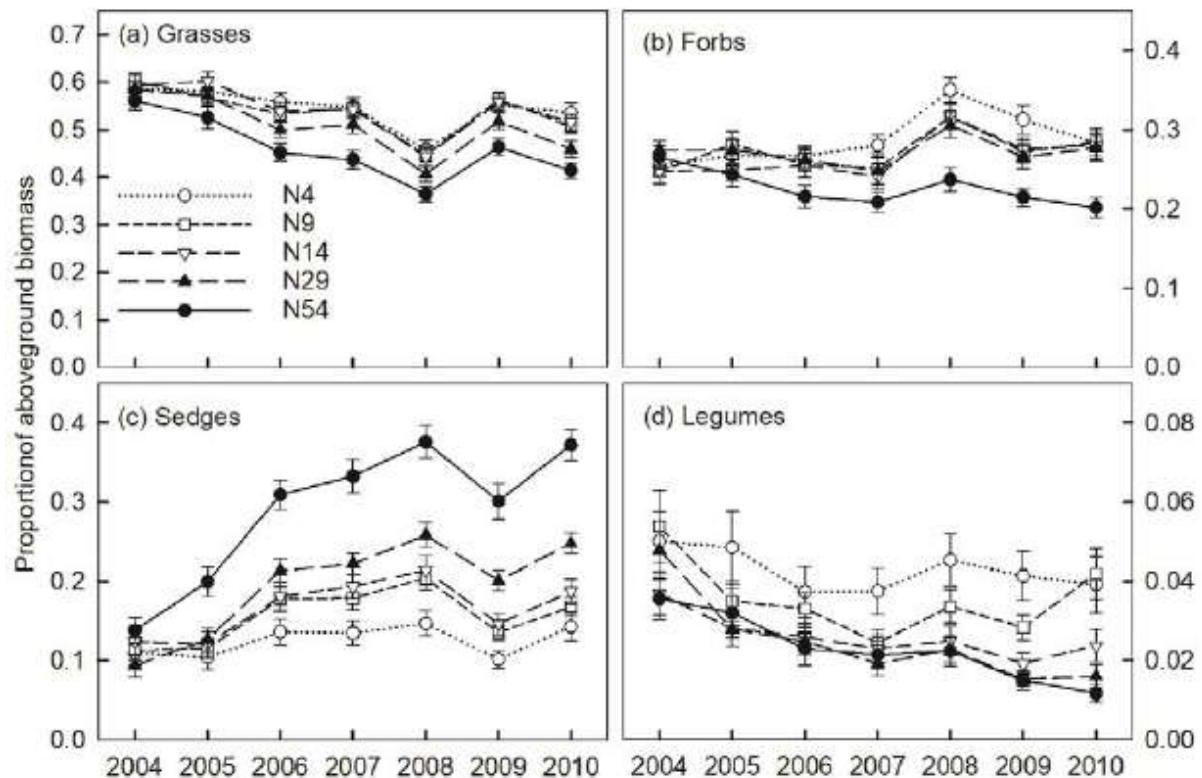 Proportionof aboveground biomass
(a) Grasses
0.7
0.6
0.5
0.4
0.3
0.2
0.1
0.0
N4
N9
N14
N29
N54
(b) Forbs
0.4
0.3
0.2
0.1
0.0
(c) Sedges
0.4
0.3
0.2
0.1
0.0
2004 2005 2006 2007 2008 2009 2010
(d) Legumes
0.08
0.06
0.04
0.02
0.00
2004 2005 2006 2007 2008 2009 2010